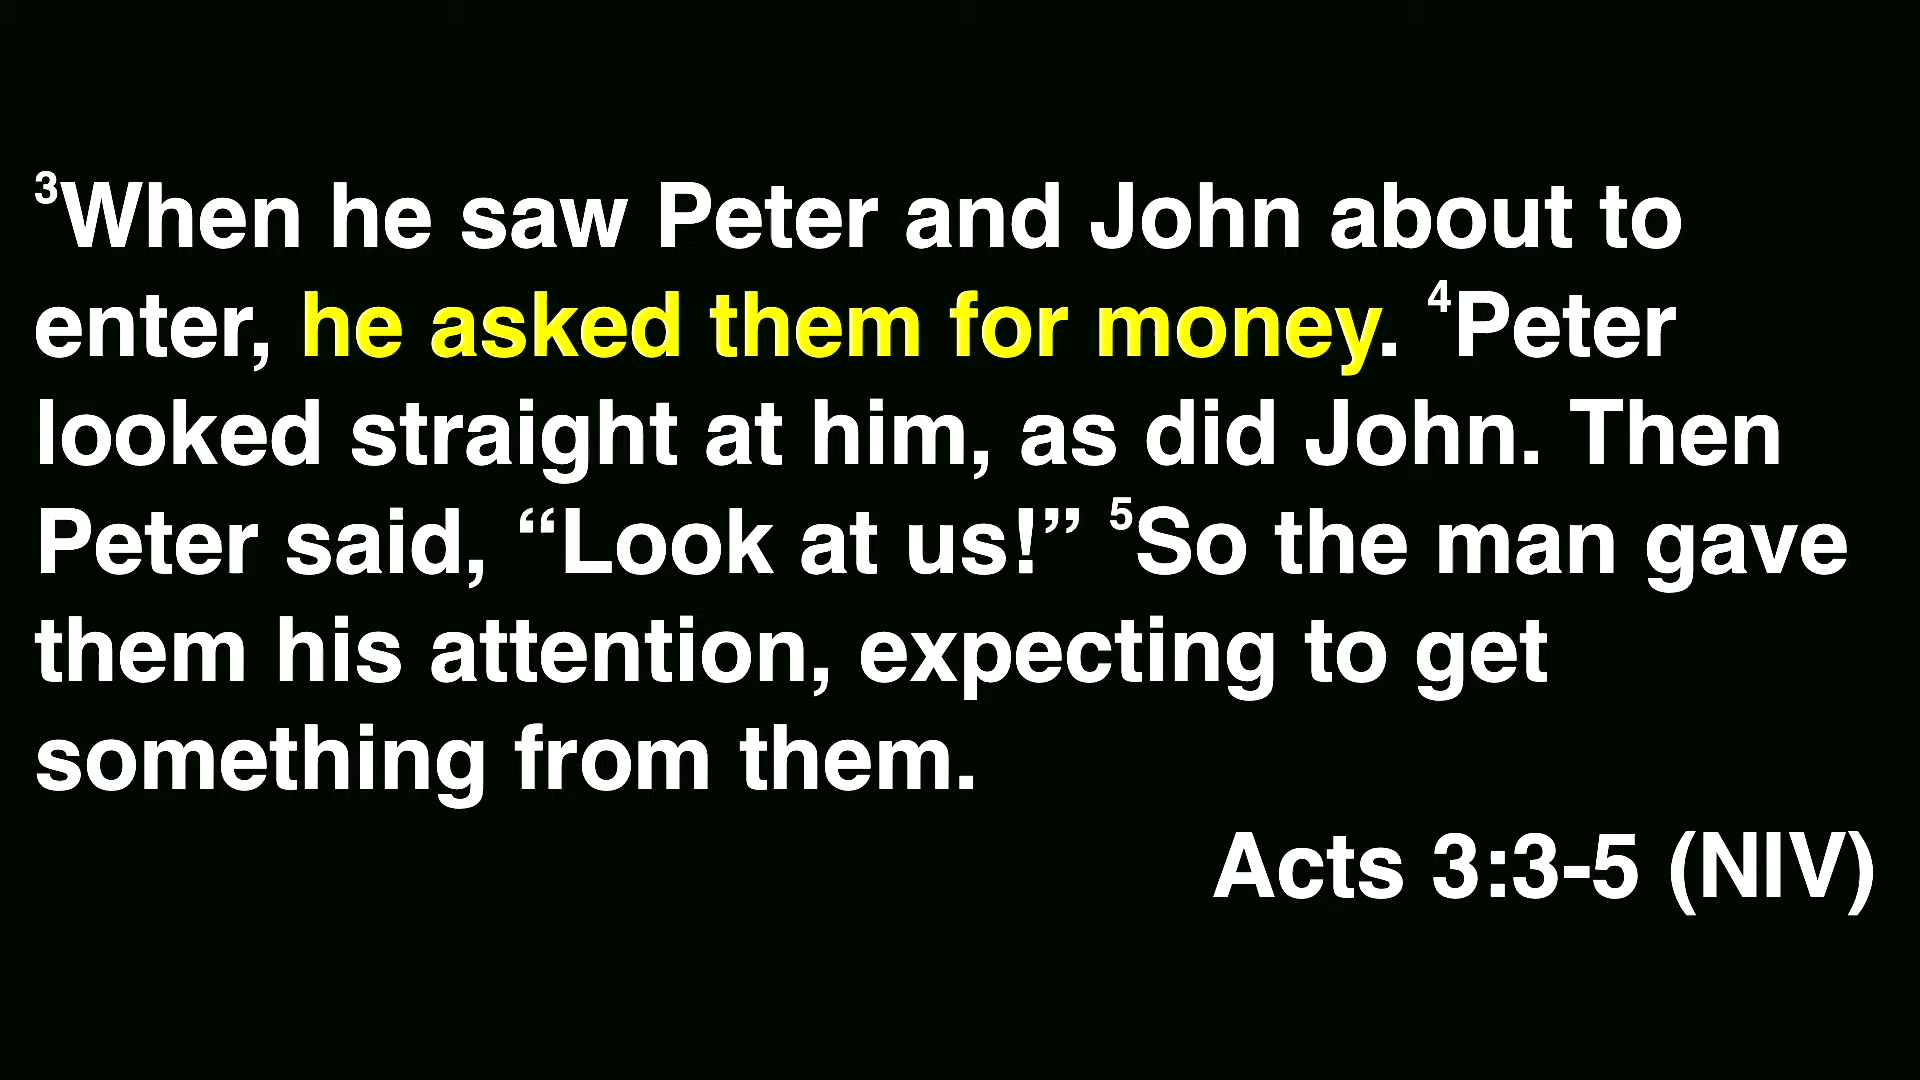 ³When he saw Peter and John about to
enter, he asked them for money. ⁴Peter
looked straight at him, as did John. Then
Peter said, “Look at us!” ⁵So the man gave
them his attention, expecting to get
something from them.
Acts 3:3-5 (NIV)